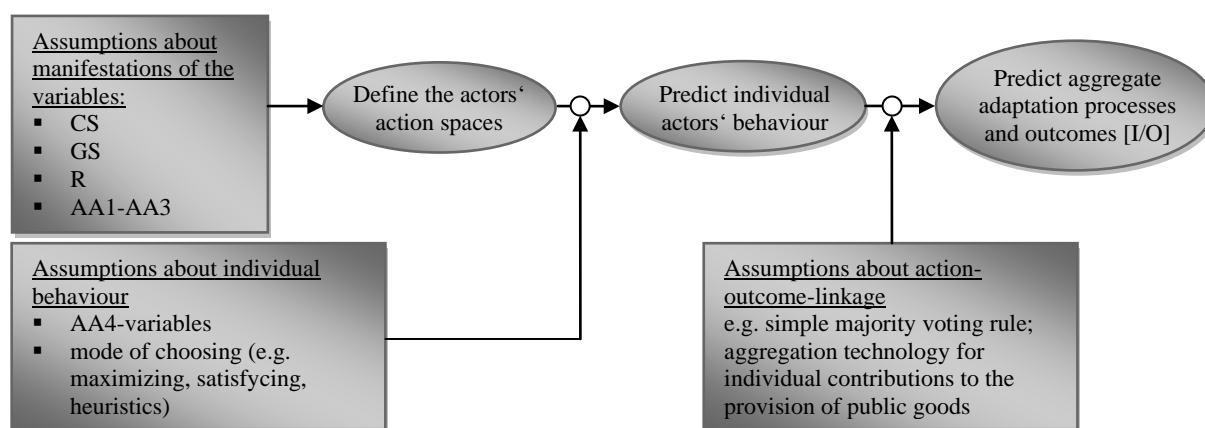 Assumptions about
manifestations of the
variables:
▪ CS
▪ GS
▪ R
▪ AA1-AA3
Define the actors‘
action spaces
Predict individual
actors‘ behaviour
Predict aggregate
adaptation processes
and outcomes [I/O]
Assumptions about individual
behaviour
▪ AA4-variables
▪ mode of choosing (e.g.
maximizing, satisfycing,
heuristics)
Assumptions about action-
outcome-linkage
e.g. simple majority voting rule;
aggregation technology for
individual contributions to the
provision of public goods